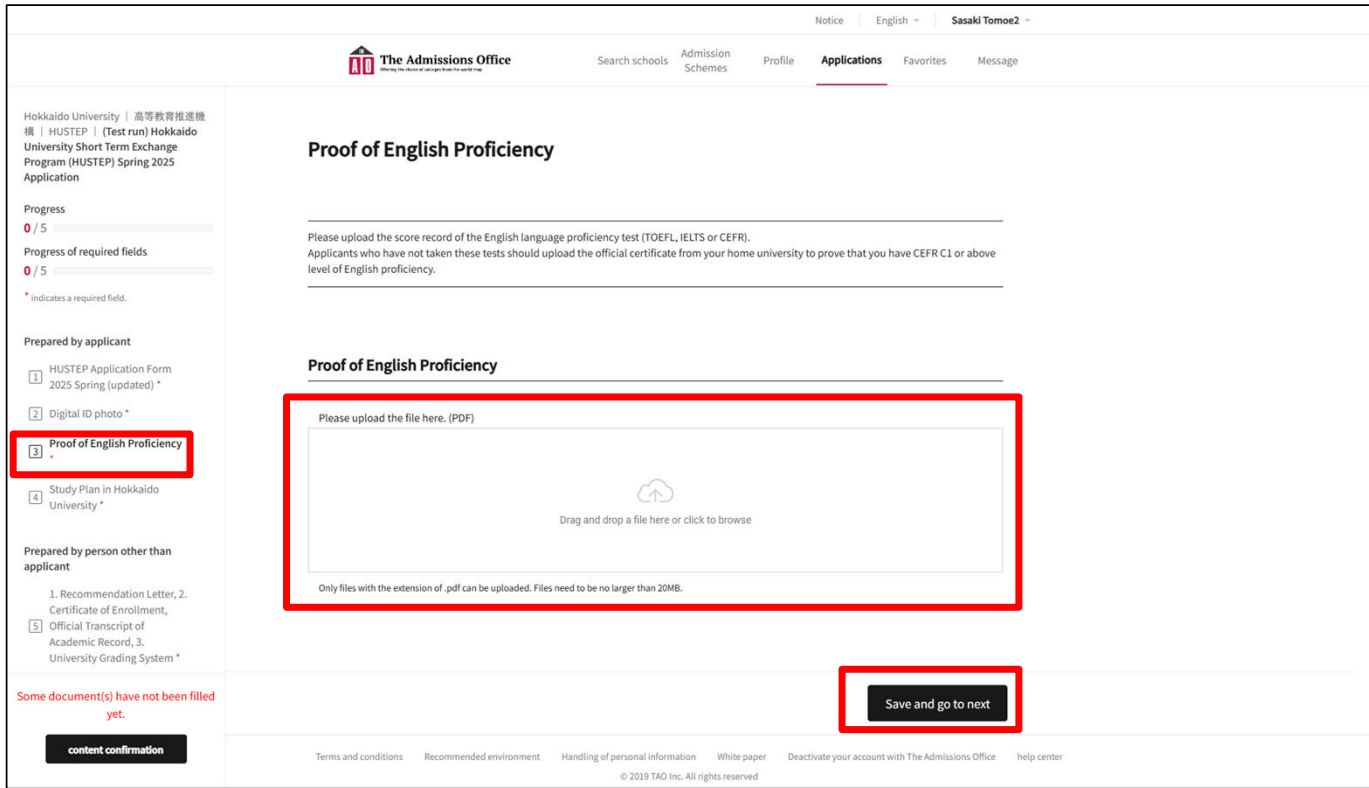 Notice English Sasaki Tomoe2
The Admissions Office
Offering the choice of colleges from the world map
Search schools Admission Schemes Profile Applications Favorites Message
Hokkaido University | 高等教育推進機
構 | HUSTEP | (Test run) Hokkaido
University Short Term Exchange
Program (HUSTEP) Spring 2025
Application
Progress
0 / 5
Progress of required fields
0 / 5
* indicates a required field.
Prepared by applicant
1 HUSTEP Application Form
2025 Spring (updated) *
2 Digital ID photo *
3 Proof of English Proficiency
*
4 Study Plan in Hokkaido
University *
Prepared by person other than
applicant
1. Recommendation Letter, 2.
Certificate of Enrollment,
5 Official Transcript of
Academic Record, 3.
University Grading System *
Some document(s) have not been filled
yet.
content confirmation
Proof of English Proficiency
Please upload the score record of the English language proficiency test (TOEFL, IELTS or CEFR).
Applicants who have not taken these tests should upload the official certificate from your home university to prove that you have CEFR C1 or above
level of English proficiency.
Proof of English Proficiency
Please upload the file here. (PDF)
Drag and drop a file here or click to browse
Only files with the extension of .pdf can be uploaded. Files need to be no larger than 20MB.
Save and go to next
Terms and conditions Recommended environment Handling of personal information White paper Deactivate your account with The Admissions Office help center
© 2019 TAO Inc. All rights reserved